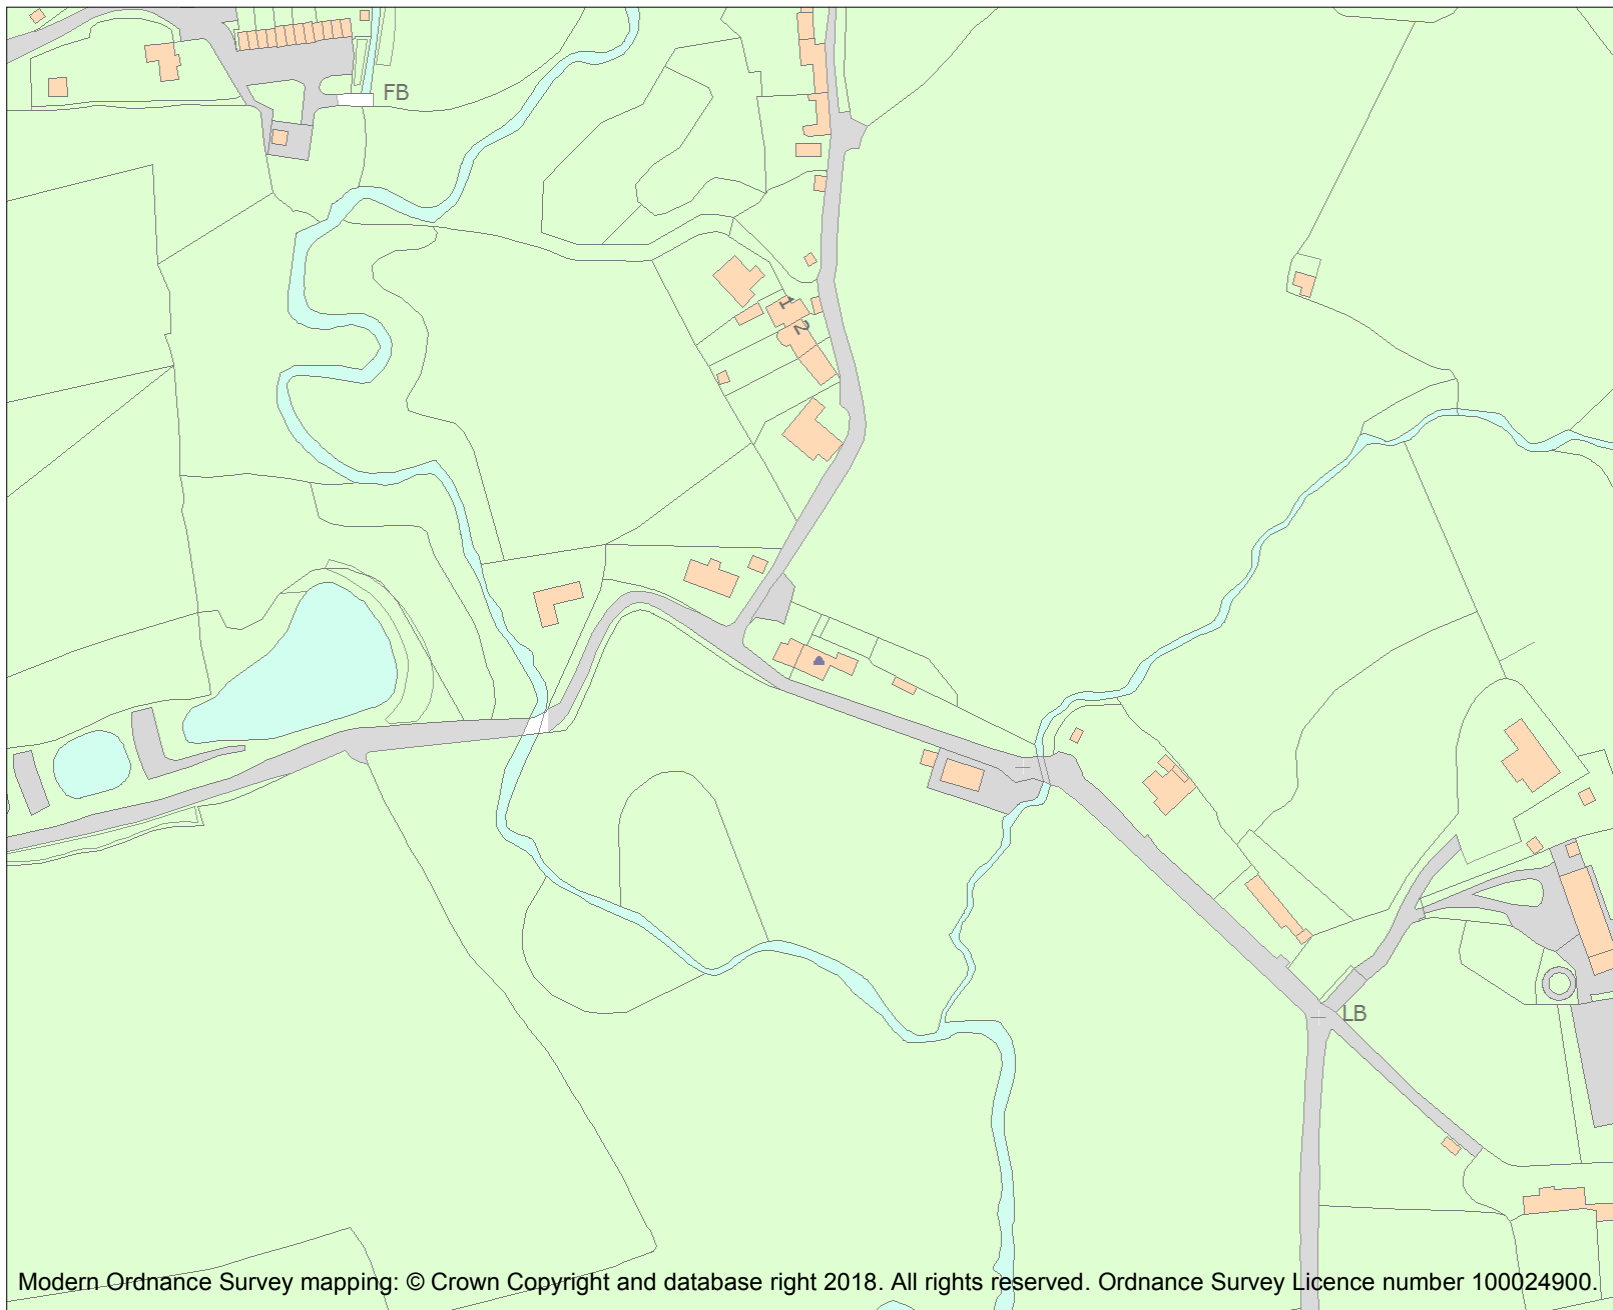 FB
1
2
LB
Modern Ordnance Survey mapping: © Crown Copyright and database right 2018. All rights reserved. Ordnance Survey Licence number 100024900.